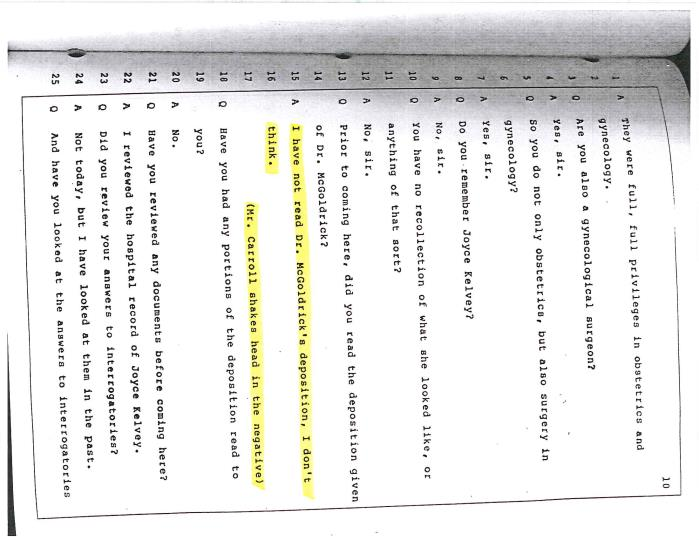 10
1 A They were full, full privileges in obstetrics and
2 gynecology.
3 Q Are you also a gynecological surgeon?
4 A Yes, sir.
5 Q So you do not only obstetrics, but also surgery in
6 gynecology?
7 A Yes, sir.
8 Q Do you remember Joyce Kelvey?
9 A No, sir.
10 Q You have no recollection of what she looked like, or
11 anything of that sort?
12 A No, sir.
13 Q Prior to coming here, did you read the deposition given
14 of Dr. McGoldrick?
15 A I have not read Dr. McGoldrick's deposition, I don't
16 think.
17 (Mr. Carroll shakes head in the negative)
18 Q Have you had any portions of the deposition read to
19 you?
20 A No.
21 Q Have you reviewed any documents before coming here?
22 A I reviewed the hospital record of Joyce Kelvey.
23 Q Did you review your answers to interrogatories?
24 A Not today, but I have looked at them in the past.
25 Q And have you looked at the answers to interrogatories